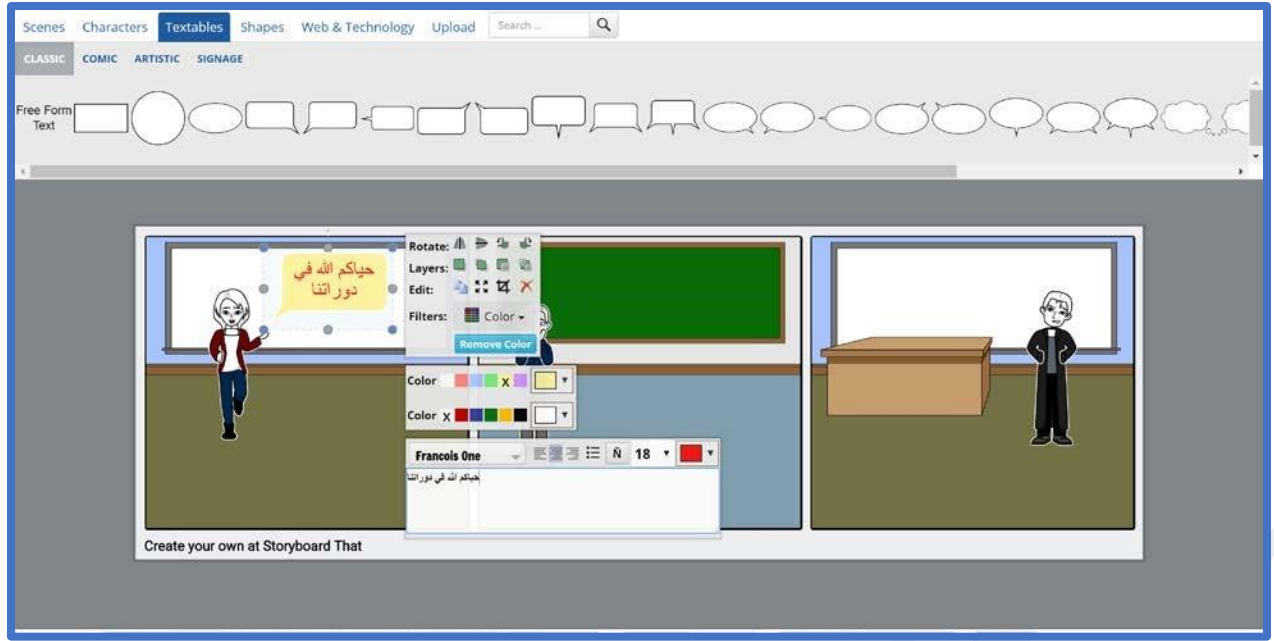 Scenes Characters Textables Shapes Web & Technology Upload Search ...
CLASSIC COMIC ARTISTIC SIGNAGE
Free Form
Text
حياكم الله في
دوراتنا
Rotate:
Layers:
Edit:
Filters: Color
Remove Color
Color x
Color x
Francois One Ñ 18
حياكم الله في دوراتنا
Create your own at Storyboard That